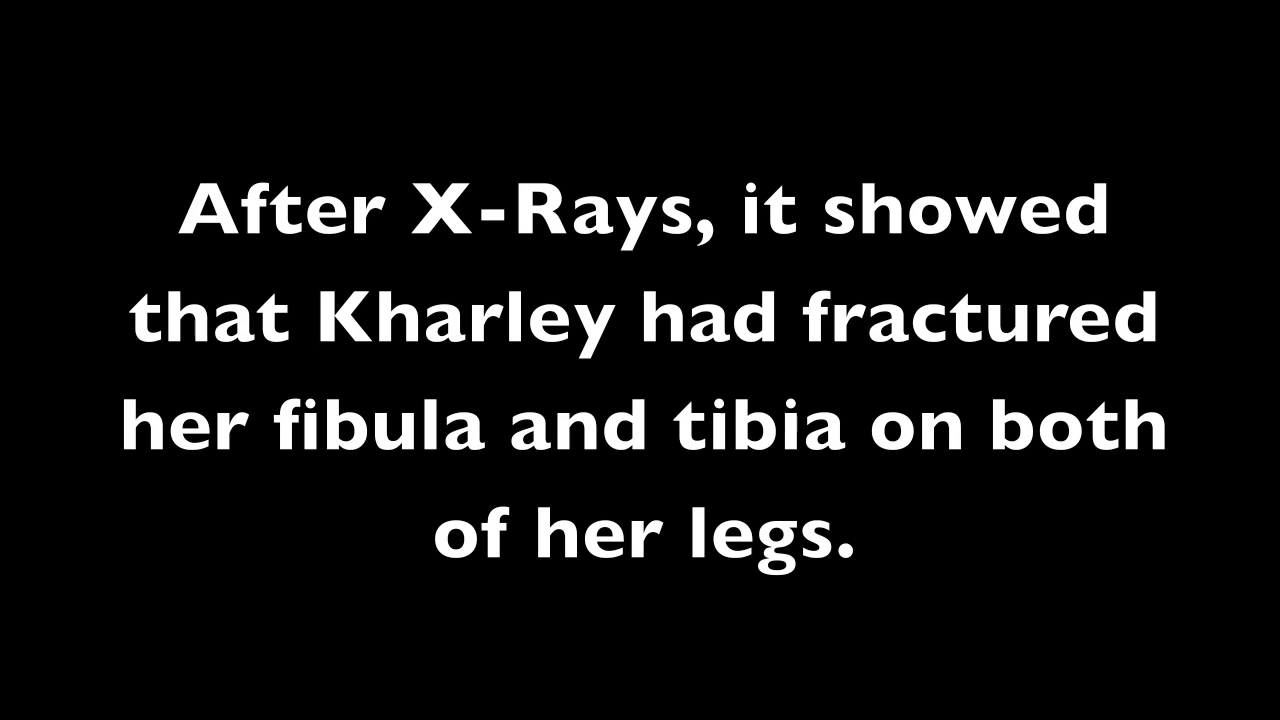 After X-Rays, it showed
that Kharley had fractured
her fibula and tibia on both
of her legs.